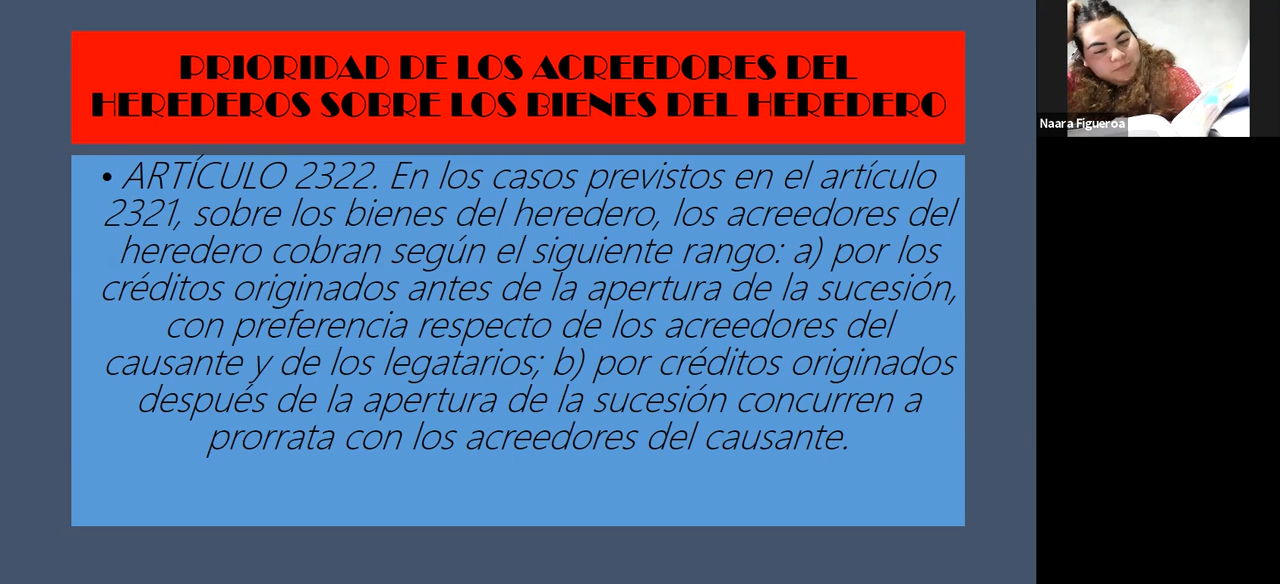 PRIORIDAD DE LOS ACREEDORES DEL
HEREDEROS SOBRE LOS BIENES DEL HEREDERO
• ARTÍCULO 2322. En los casos previstos en el artículo
2321, sobre los bienes del heredero, los acreedores del
heredero cobran según el siguiente rango: a) por los
créditos originados antes de la apertura de la sucesión,
con preferencia respecto de los acreedores del
causante y de los legatarios; b) por créditos originados
después de la apertura de la sucesión concurren a
prorrata con los acreedores del causante.
Naara Figueroa